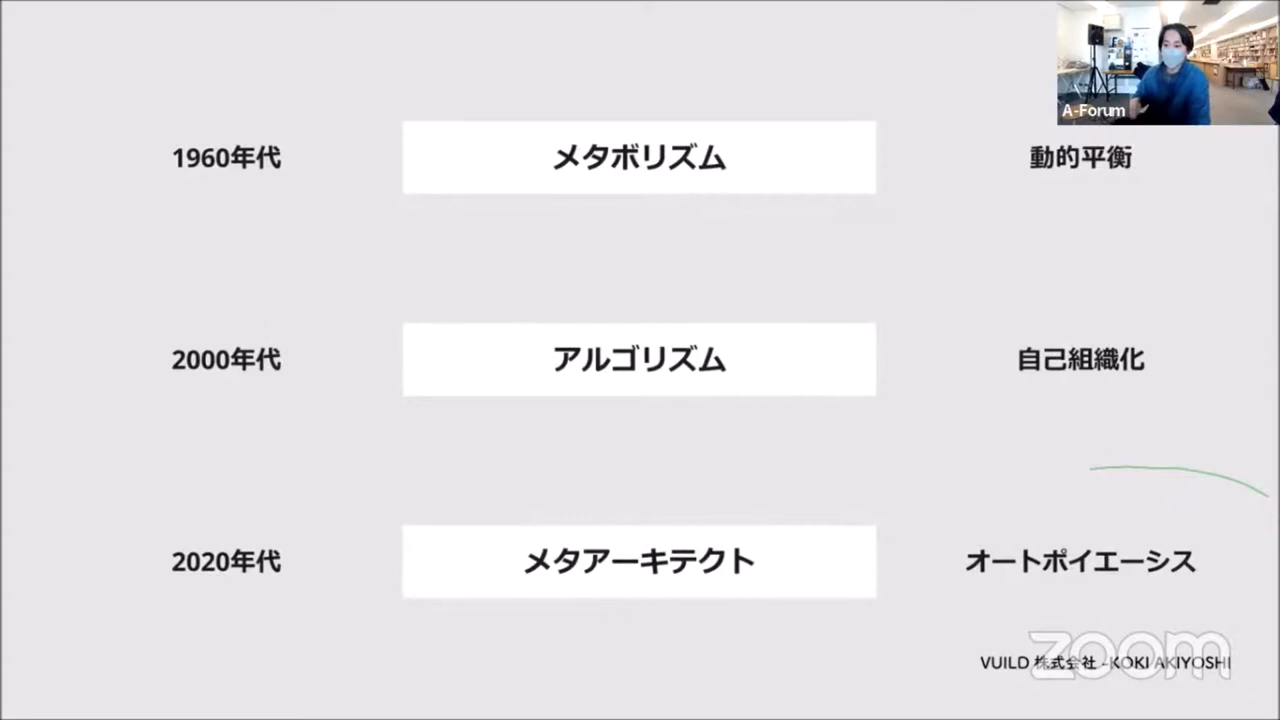 A-Forum
1960年代 メタボリズム 動的平衡
2000年代 アルゴリズム 自己組織化
2020年代 メタアーキテクト オートポイエーシス
VUILD 株式会社 -KOKI AKIYOSHI
zoom